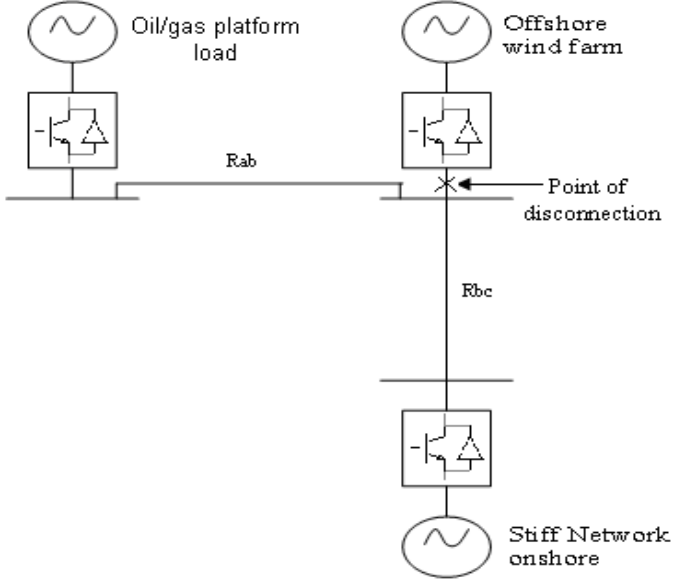 Oil/gas platform
load
Offshore
wind farm
Rab
Point of
disconnection
Rbc
Stiff Network
onshore